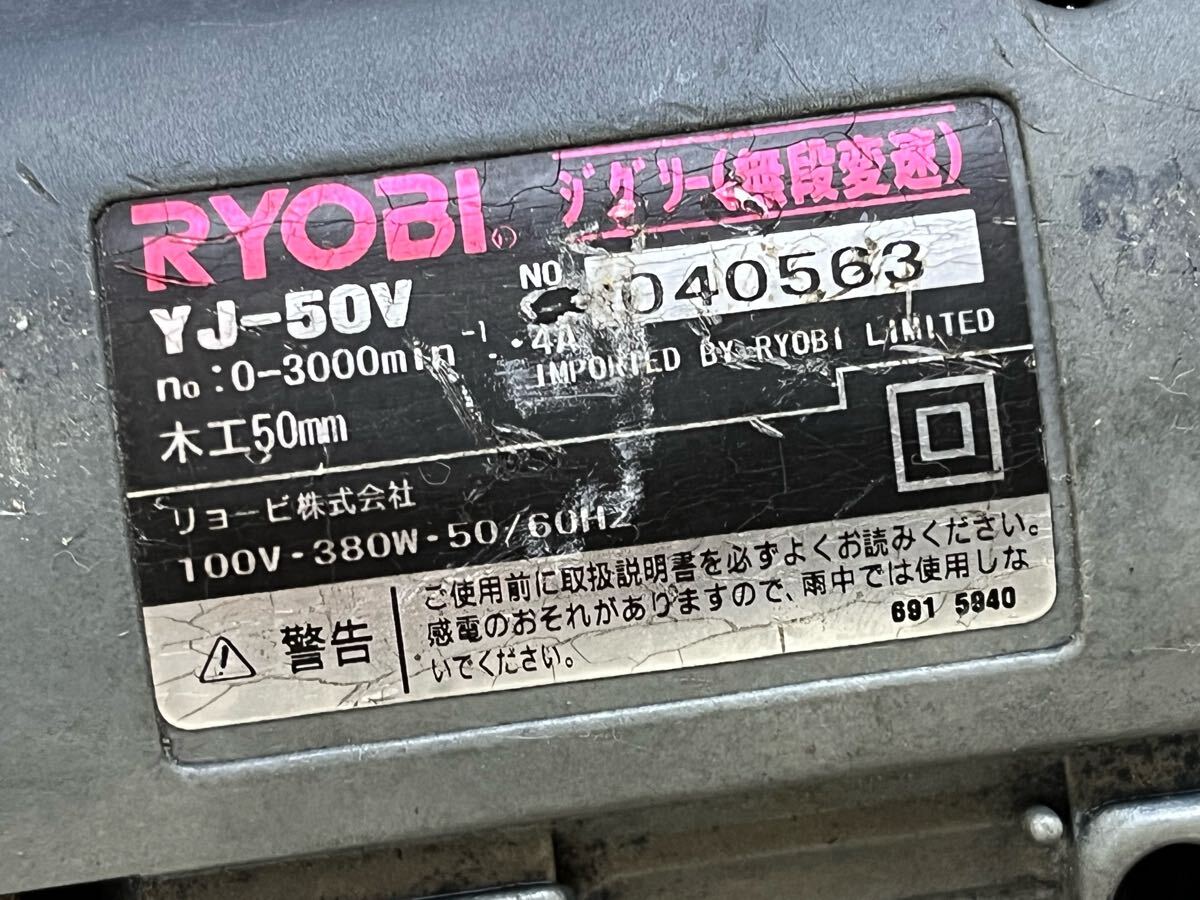 RYOBI
ジグソー(無段変速)
YJ-50V
NO 040563
n₀:0-3000min⁻¹・4A
IMPORTED BY RYOBI LIMITED
木工50mm
リョービ株式会社
100V・380W・50/60HZ
警告
ご使用前に取扱説明書を必ずよくお読みください。
感電のおそれがありますので、雨中では使用しな
いでください。
691 5940